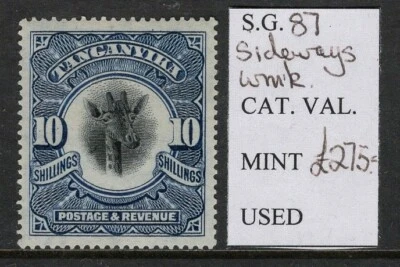 TANGANYIKA
10 10
SHILLINGS SHILLINGS
POSTAGE & REVENUE
S.G. 87
Sideways
wmk.
CAT. VAL.
MINT £275=
USED